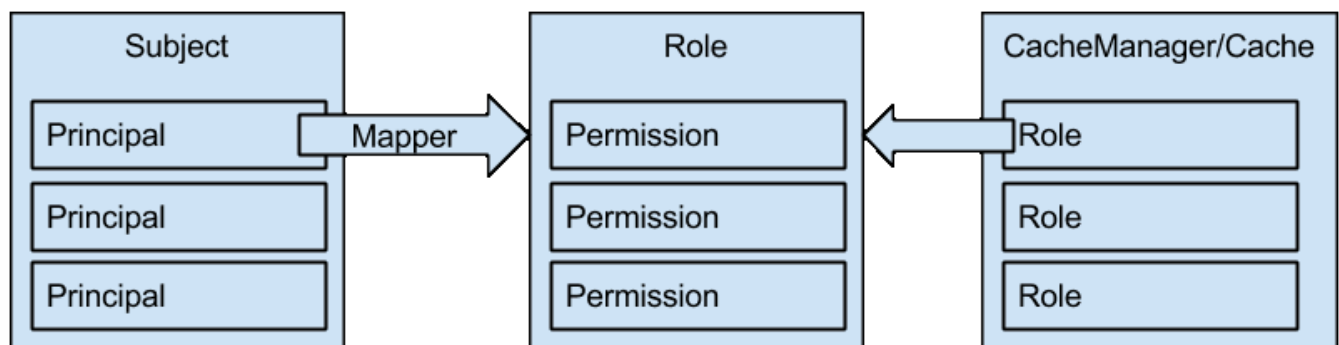 Subject
Principal
Principal
Principal
Mapper
Role
Permission
Permission
Permission
CacheManager/Cache
Role
Role
Role